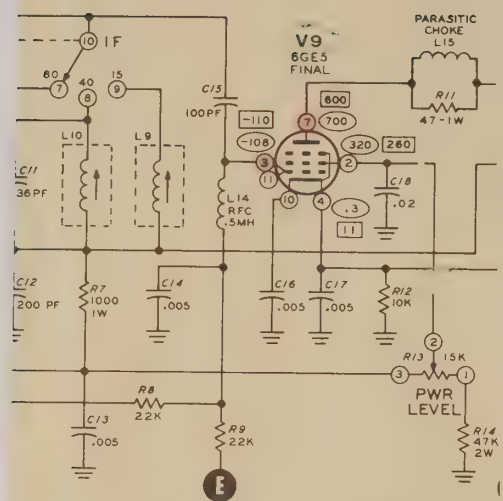 PARASITIC
CHOKE
L15
V9
6GE5
FINAL
10
1F
80
7
40
8
15
9
C15
100PF
-110
-108
600
7
700
R11
47-1W
3
11
2
320
260
L10
L9
C11
36PF
L14
RFC
.5MH
10
4
.3
11
C18
.02
C12
200 PF
R7
1000
1W
C14
.005
C16
.005
C17
.005
R12
10K
2
R13
15K
3
1
PWR
LEVEL
R8
22K
C13
.005
R9
22K
R14
47K
2W
E